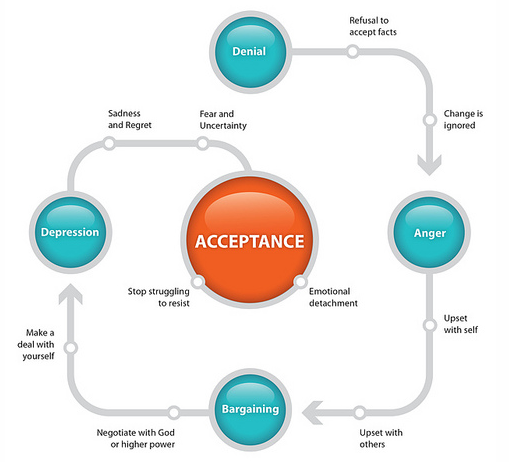 Denial
Refusal to
accept facts
Change is
ignored
Anger
Upset
with self
Upset with
others
Bargaining
Negotiate with God
or higher power
Make a
deal with
yourself
Depression
Sadness
and Regret
Fear and
Uncertainty
ACCEPTANCE
Stop struggling
to resist
Emotional
detachment